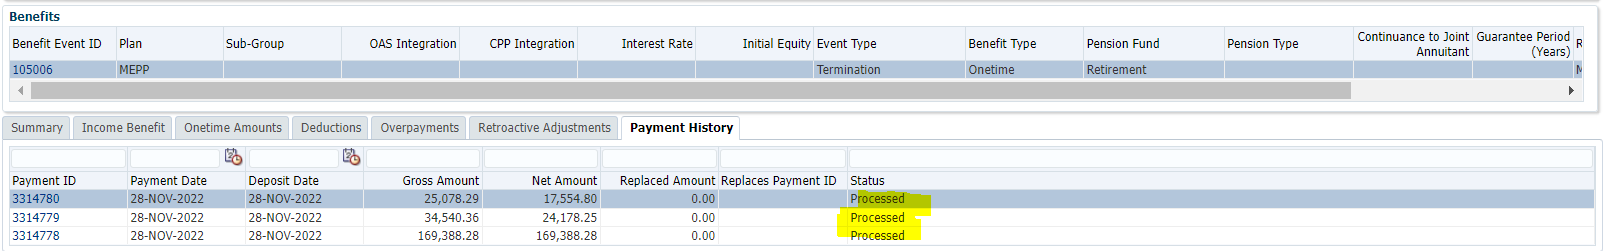 Benefits
Benefit Event ID Plan Sub-Group OAS Integration CPP Integration Interest Rate Initial Equity Event Type Benefit Type Pension Fund Pension Type Continuance to Joint Annuitant Guarantee Period (Years) R
105006 MEPP Termination Onetime Retirement M
Summary Income Benefit Onetime Amounts Deductions Overpayments Retroactive Adjustments Payment History
Payment ID Payment Date Deposit Date Gross Amount Net Amount Replaced Amount Replaces Payment ID Status
3314780 28-NOV-2022 28-NOV-2022 25,078.29 17,554.80 0.00 Processed
3314779 28-NOV-2022 28-NOV-2022 34,540.36 24,178.25 0.00 Processed
3314778 28-NOV-2022 28-NOV-2022 169,388.28 169,388.28 0.00 Processed